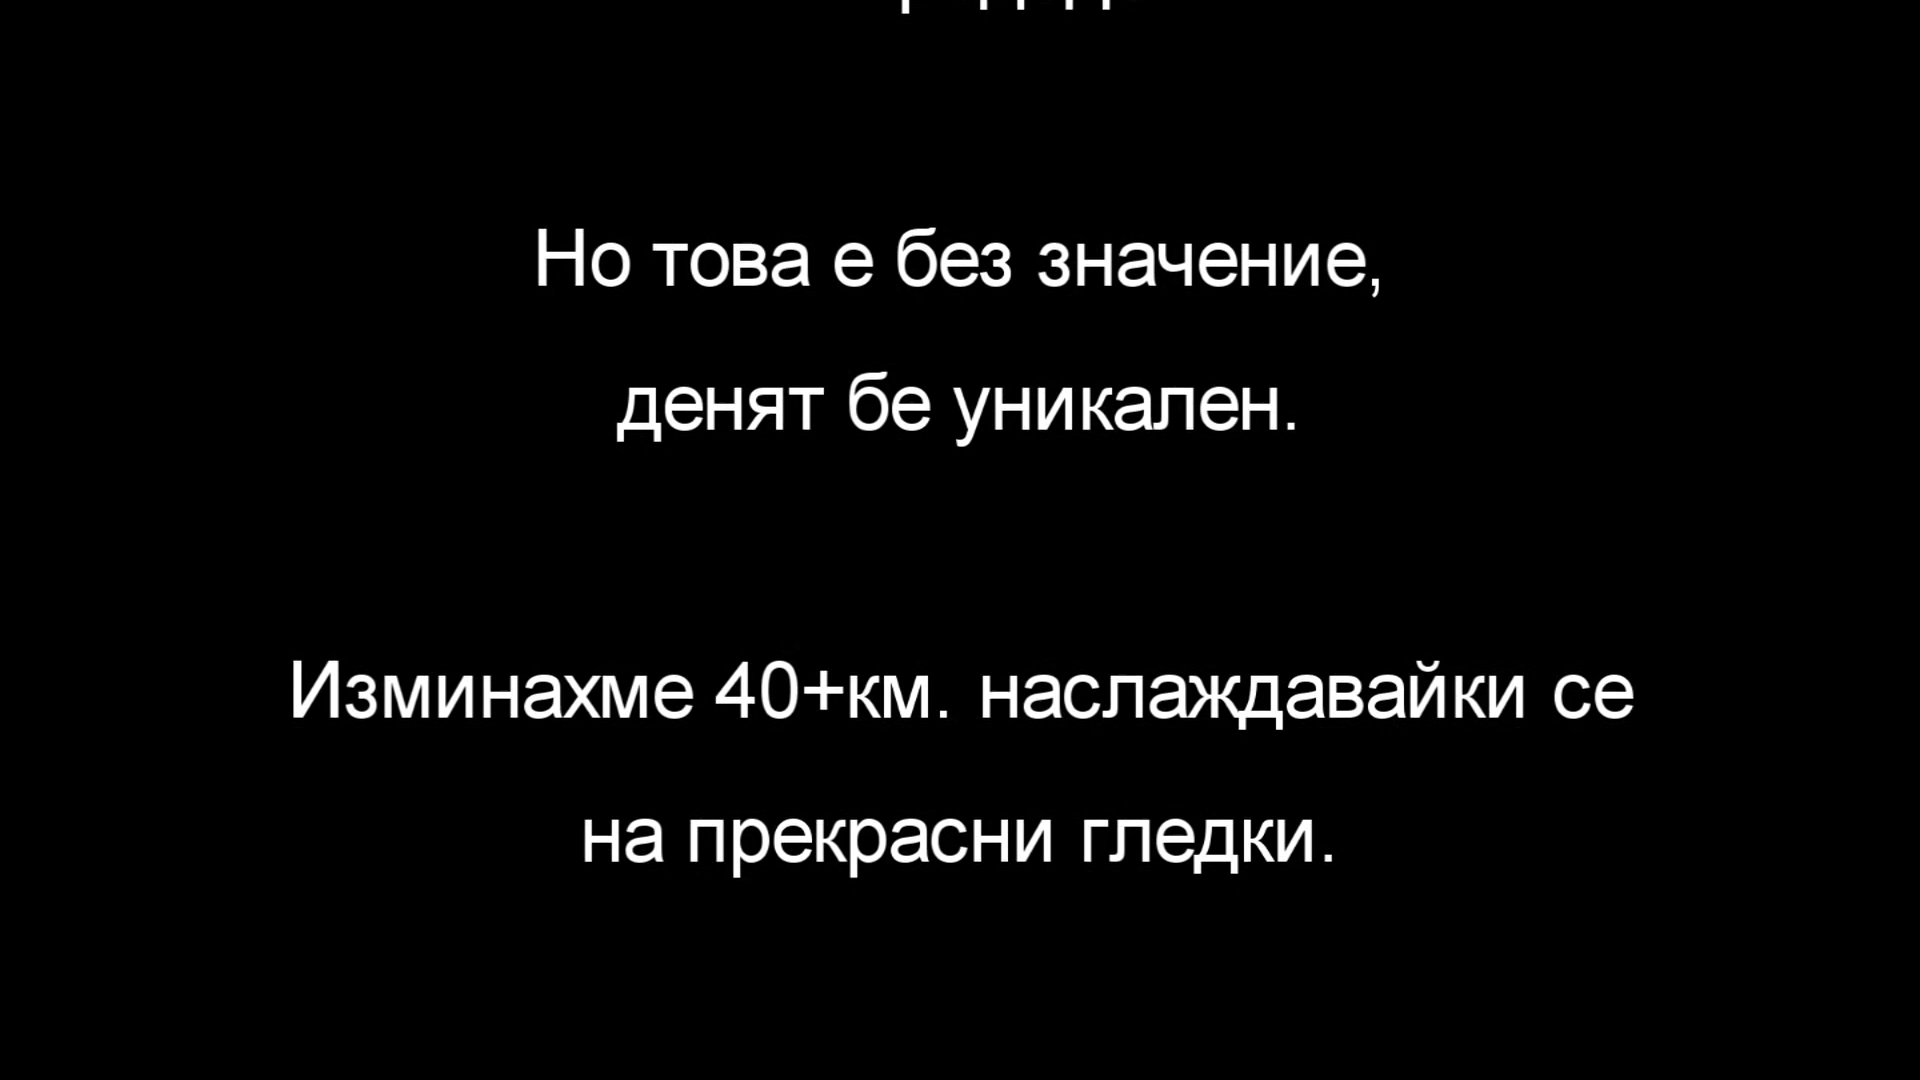 Но това е без значение,
денят бе уникален.
Изминахме 40+км. наслаждавайки се
на прекрасни гледки.